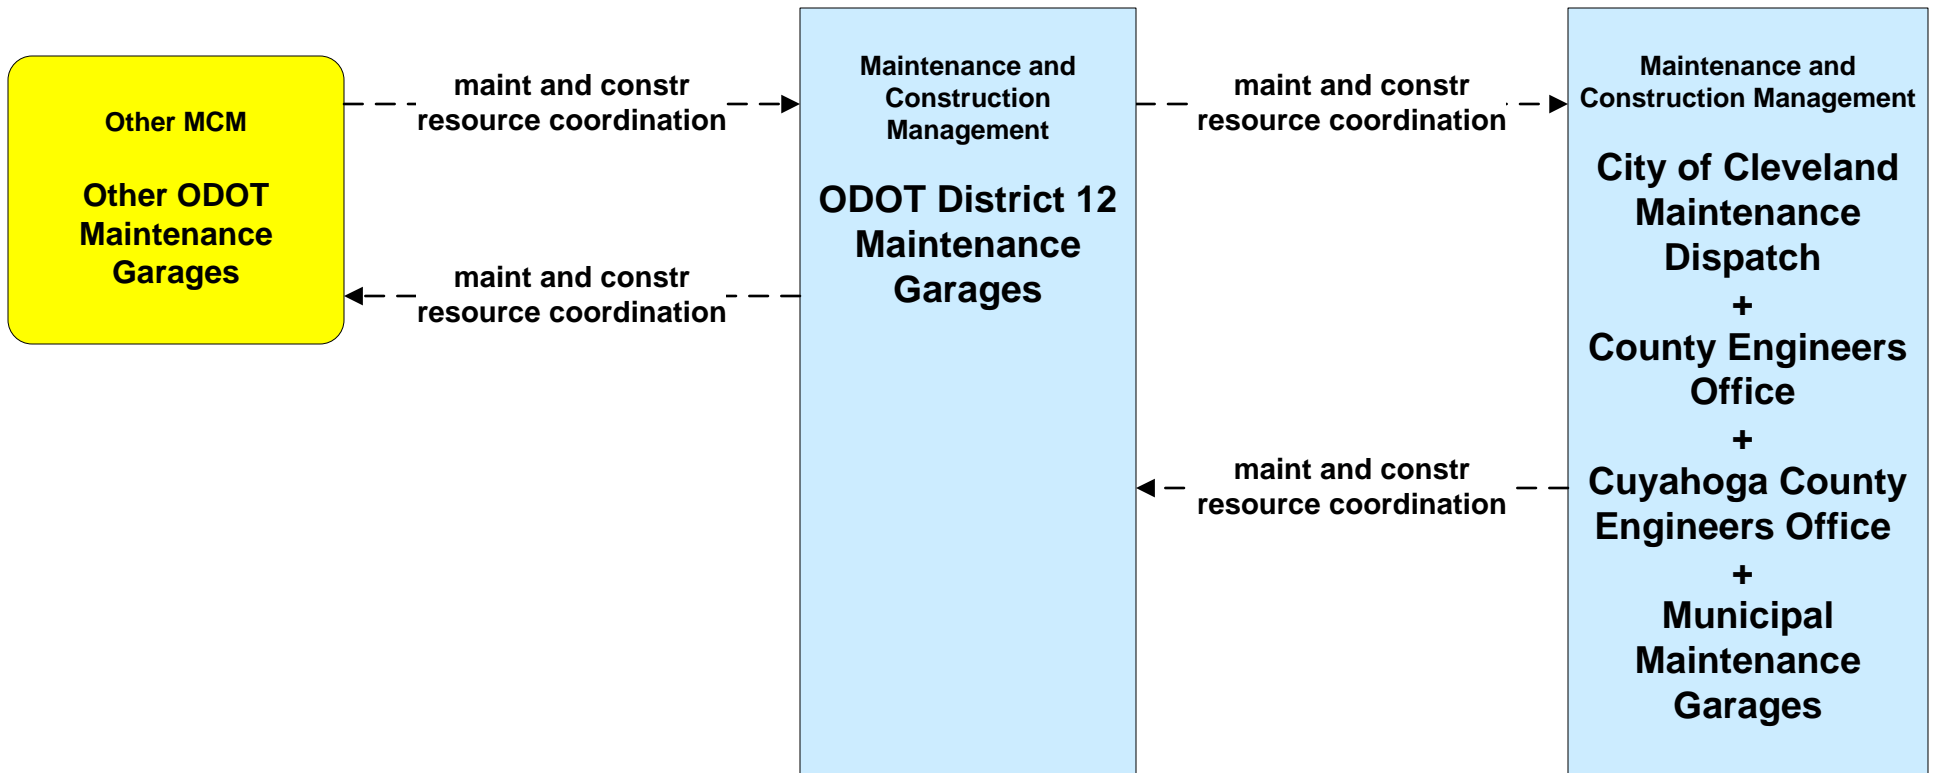 Other MCM
Other ODOT
Maintenance
Garages
maint and constr
resource coordination
maint and constr
resource coordination
Maintenance and
Construction
Management
ODOT District 12
Maintenance
Garages
maint and constr
resource coordination
maint and constr
resource coordination
Maintenance and
Construction Management
City of Cleveland
Maintenance
Dispatch
+
County Engineers
Office
+
Cuyahoga County
Engineers Office
+
Municipal
Maintenance
Garages